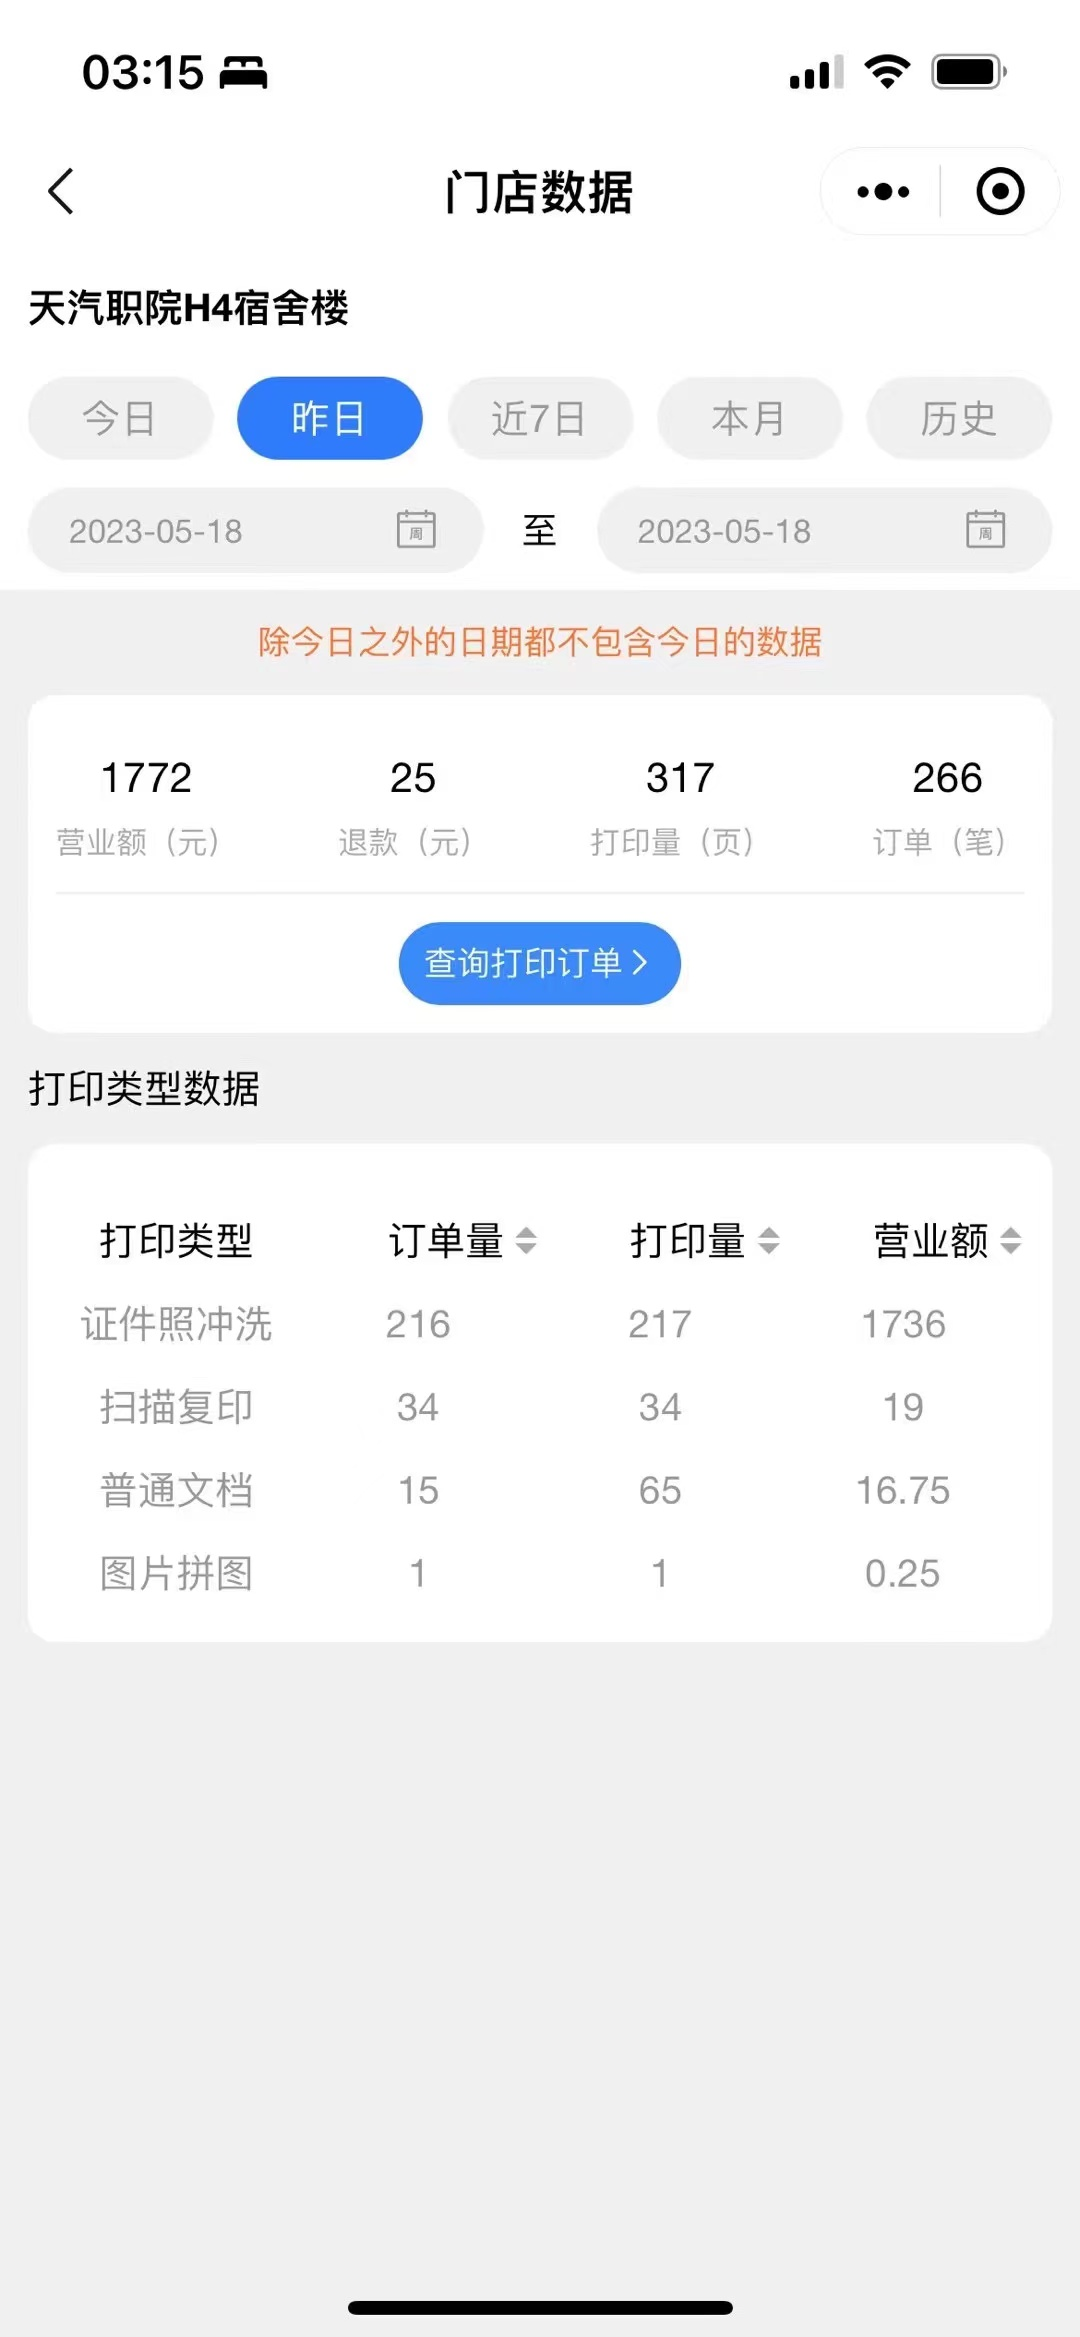 03:15
门店数据
天汽职院H4宿舍楼
今日 昨日 近7日 本月 历史
2023-05-18 周 至 2023-05-18 周
除今日之外的日期都不包含今日的数据
1772 25 317 266
营业额（元） 退款（元） 打印量（页） 订单（笔）
查询打印订单
打印类型数据
打印类型 订单量 打印量 营业额
证件照冲洗 216 217 1736
扫描复印 34 34 19
普通文档 15 65 16.75
图片拼图 1 1 0.25